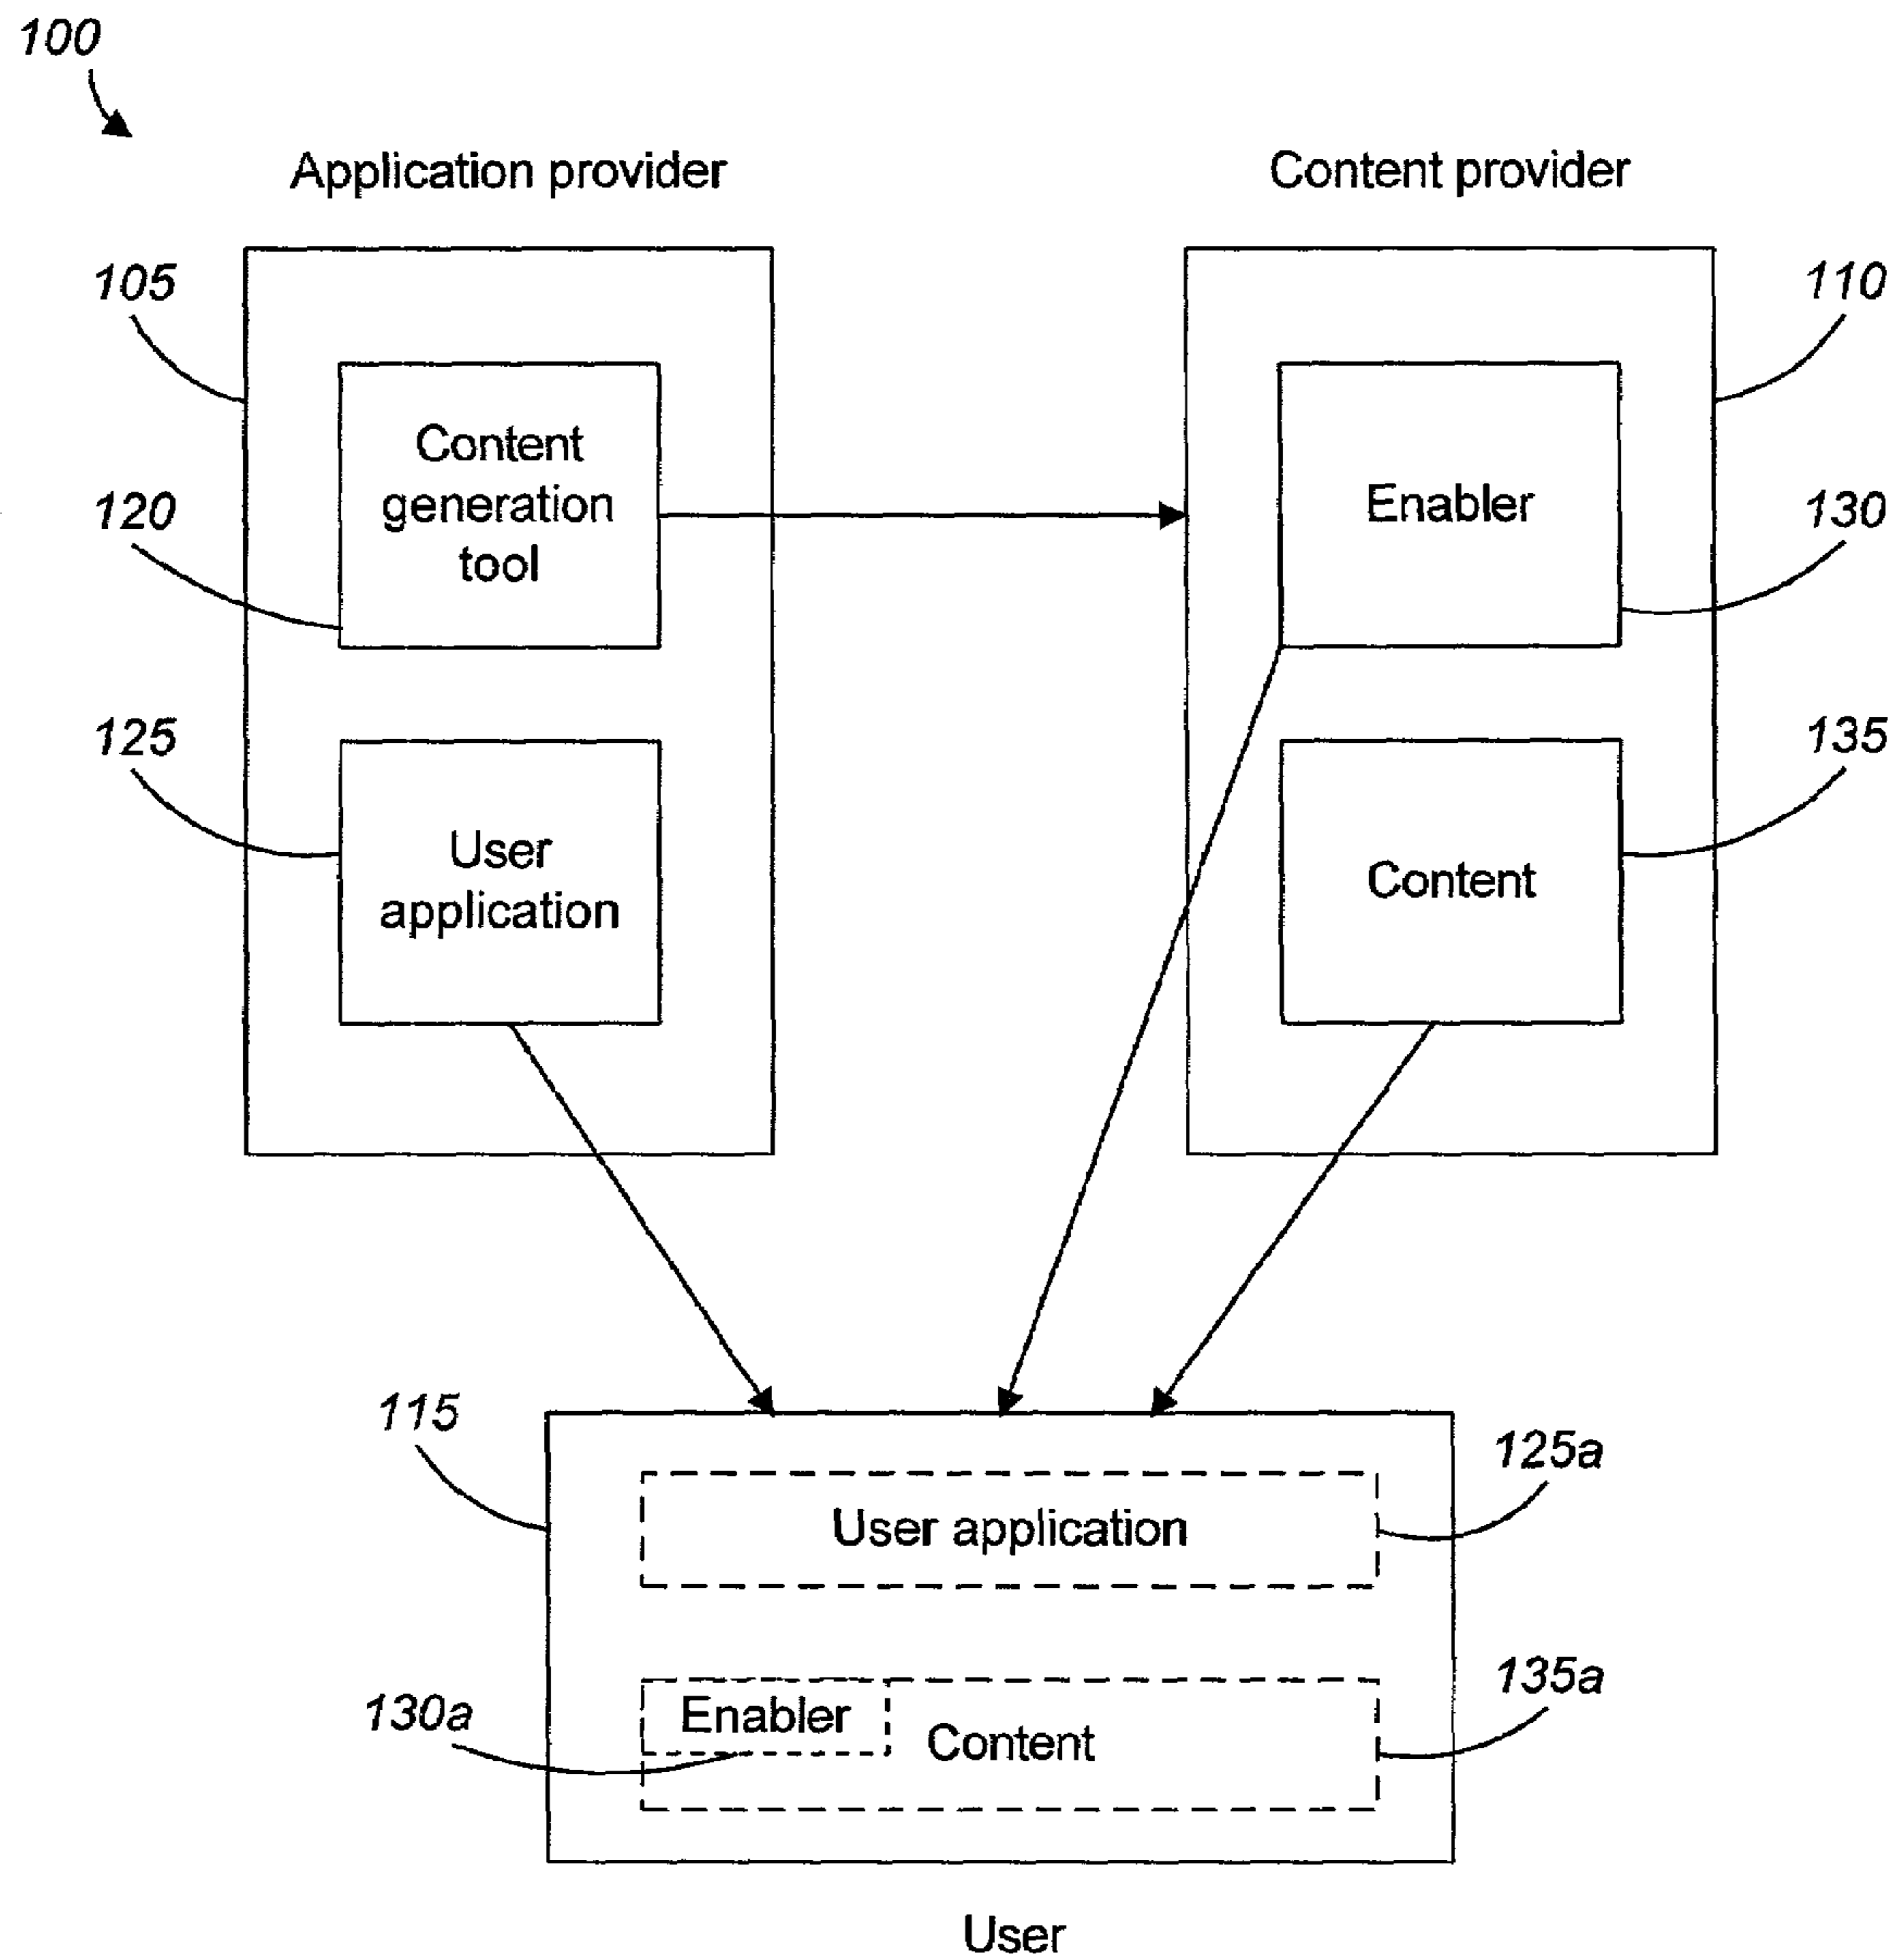 100
Application provider
Content provider
105
110
Content
generation
tool
Enabler
120
130
125
135
User
application
Content
115
125a
User application
130a
Enabler
Content
135a
User